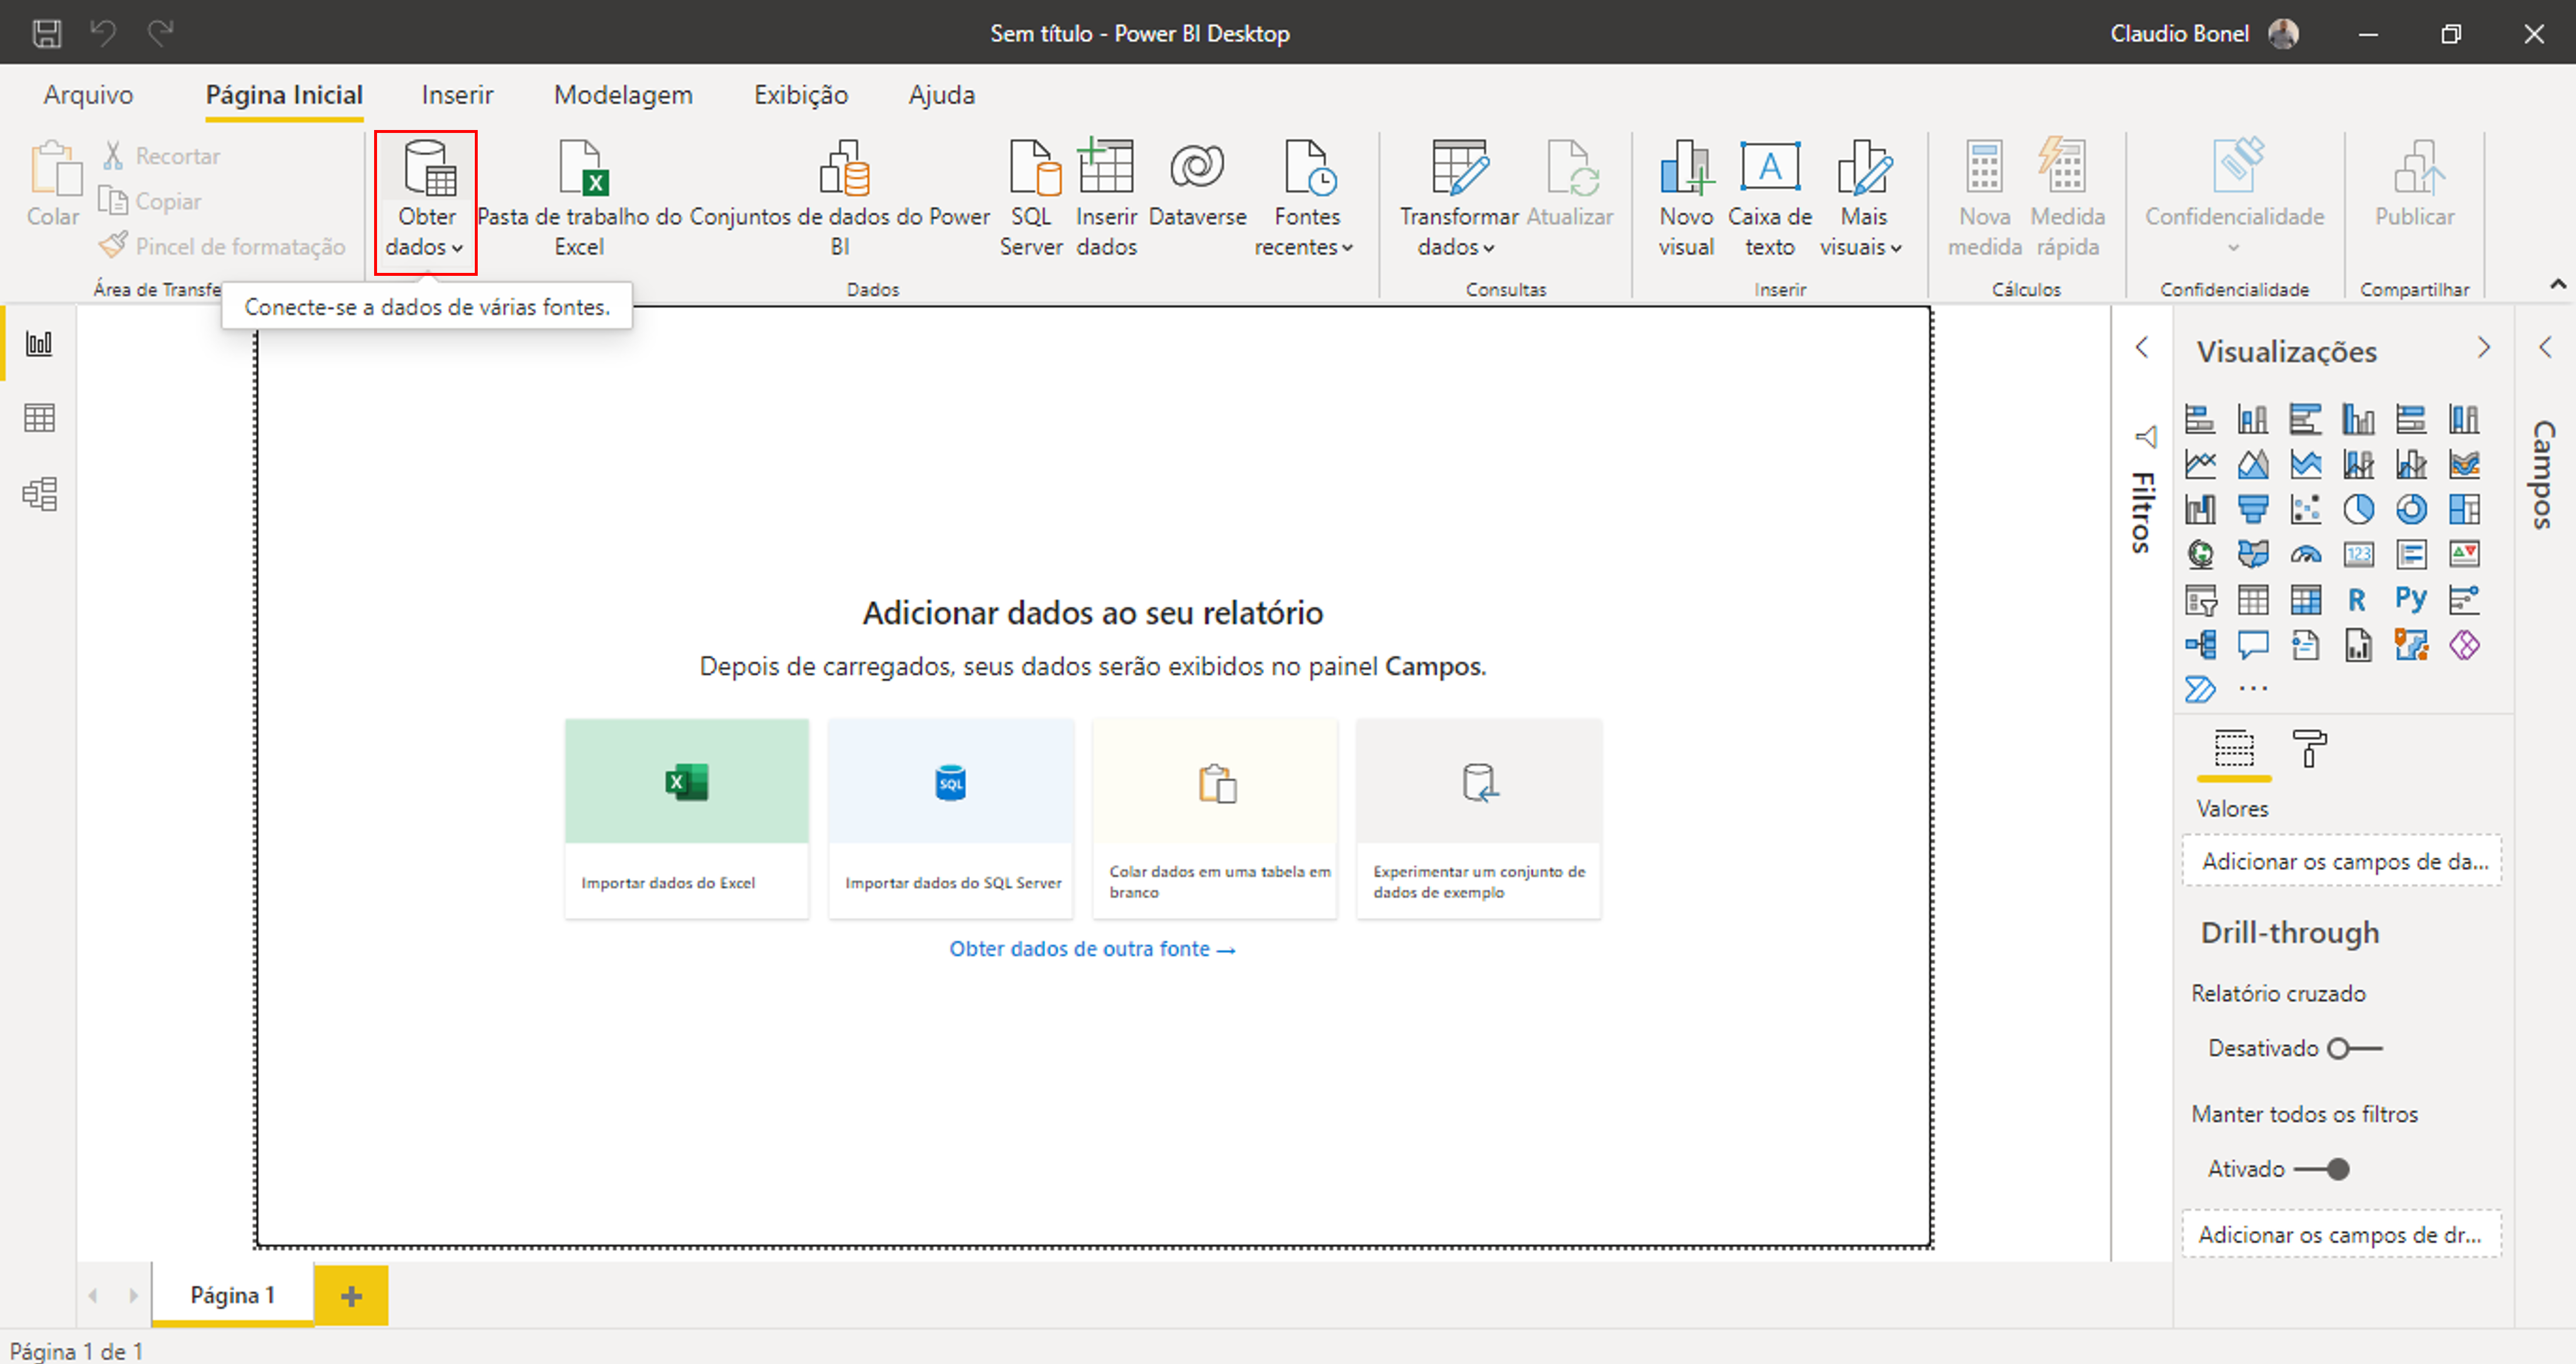 Sem título - Power BI Desktop
Claudio Bonel
Arquivo
Página Inicial
Inserir
Modelagem
Exibição
Ajuda
Colar
Recortar
Copiar
Pincel de formatação
Área de Transfe
Obter
dados
Pasta de trabalho do
Excel
Conjuntos de dados do Power
BI
SQL
Server
Inserir
dados
Dataverse
Fontes
recentes
Dados
Transformar
dados
Atualizar
Consultas
Novo
visual
A
Caixa de
texto
Mais
visuais
Inserir
Nova
medida
Medida
rápida
Cálculos
Confidencialidade
Confidencialidade
Publicar
Compartilhar
Conecte-se a dados de várias fontes.
Adicionar dados ao seu relatório
Depois de carregados, seus dados serão exibidos no painel Campos.
X
SQL
Importar dados do Excel
Importar dados do SQL Server
Colar dados em uma tabela em
branco
Experimentar um conjunto de
dados de exemplo
Obter dados de outra fonte →
Filtros
Visualizações
123
R
Py
...
Valores
Adicionar os campos de da...
Drill-through
Relatório cruzado
Desativado
Manter todos os filtros
Ativado
Adicionar os campos de dr...
Campos
Página 1
+
Página 1 de 1